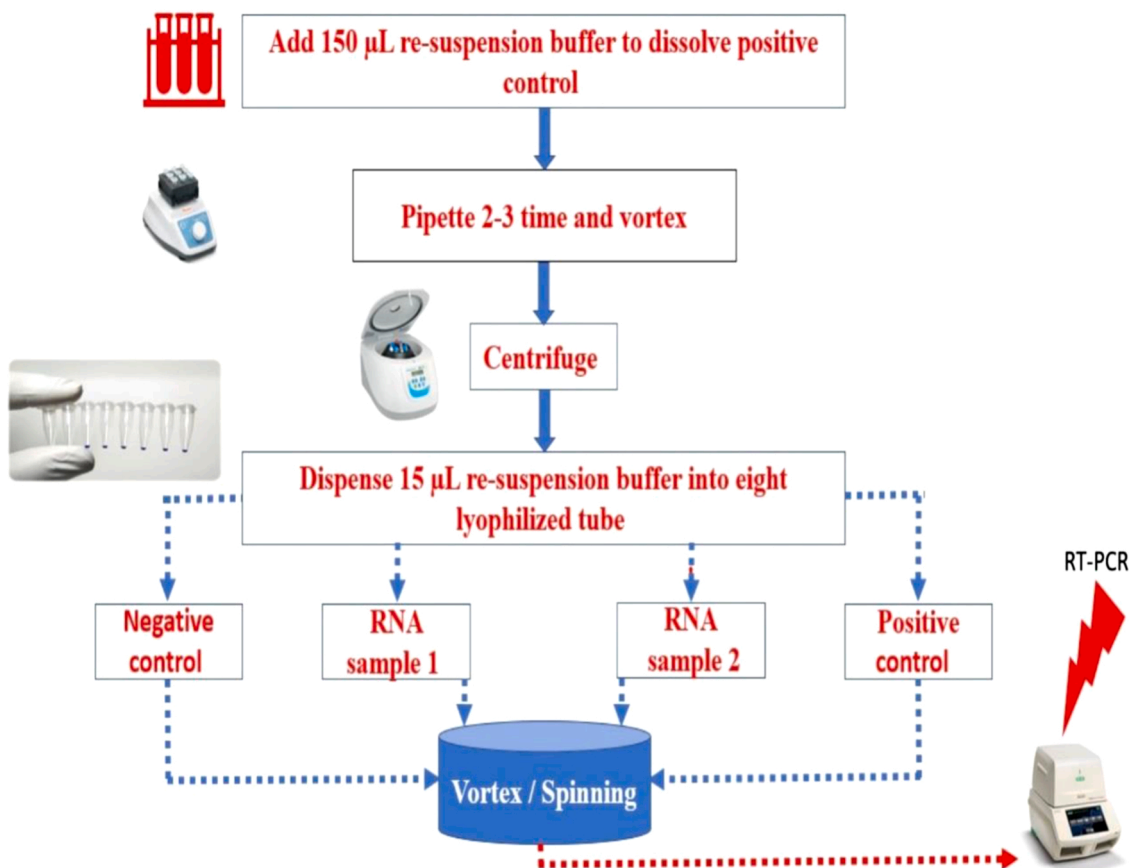 Add 150 µL re-suspension buffer to dissolve positive
control
Pipette 2-3 time and vortex
Centrifuge
Dispense 15 µL re-suspension buffer into eight
lyophilized tube
RT-PCR
Negative
control
RNA
sample 1
RNA
sample 2
Positive
control
Vortex / Spinning